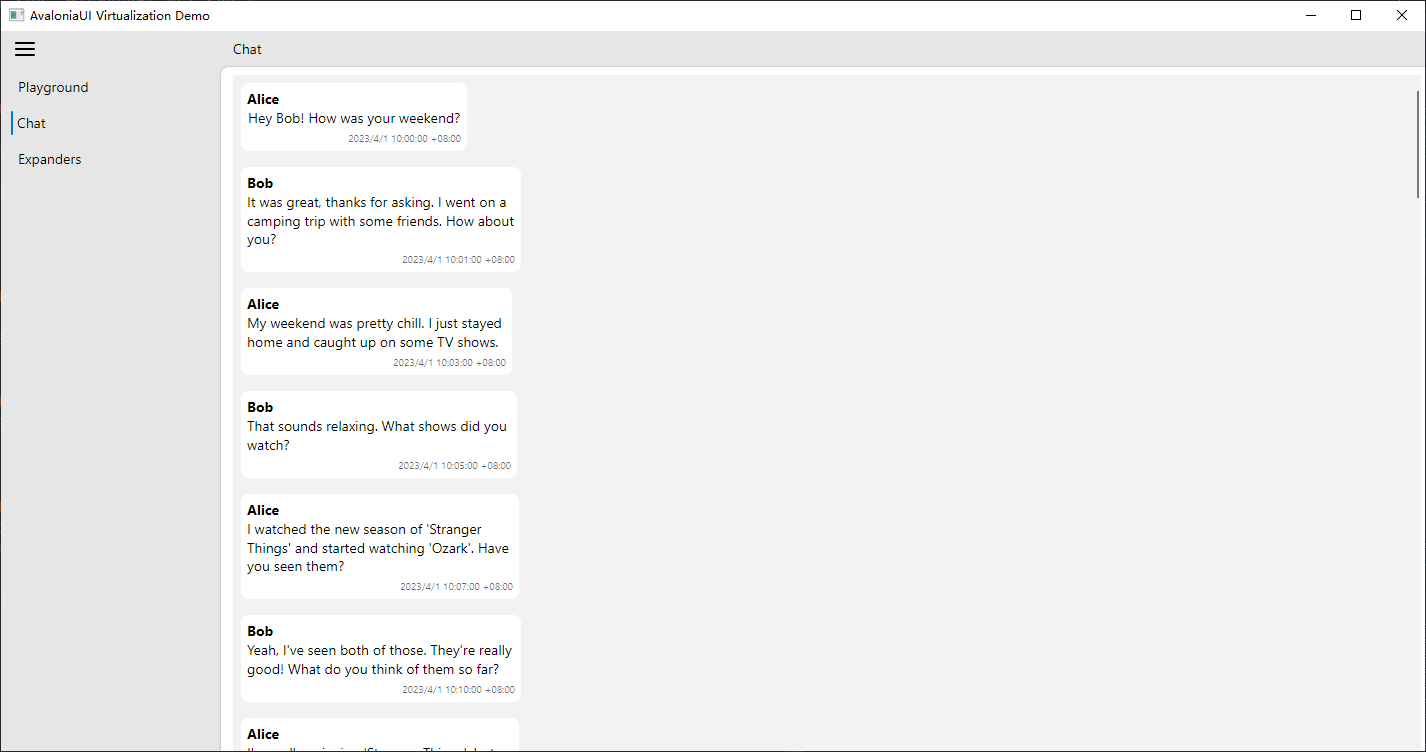 AvaloniaUI Virtualization Demo
Chat
Playground
Chat
Expanders
Alice
Hey Bob! How was your weekend?
2023/4/1 10:00:00 +08:00
Bob
It was great, thanks for asking. I went on a
camping trip with some friends. How about
you?
2023/4/1 10:01:00 +08:00
Alice
My weekend was pretty chill. I just stayed
home and caught up on some TV shows.
2023/4/1 10:03:00 +08:00
Bob
That sounds relaxing. What shows did you
watch?
2023/4/1 10:05:00 +08:00
Alice
I watched the new season of 'Stranger
Things' and started watching 'Ozark'. Have
you seen them?
2023/4/1 10:07:00 +08:00
Bob
Yeah, I've seen both of those. They're really
good! What do you think of them so far?
2023/4/1 10:10:00 +08:00
Alice